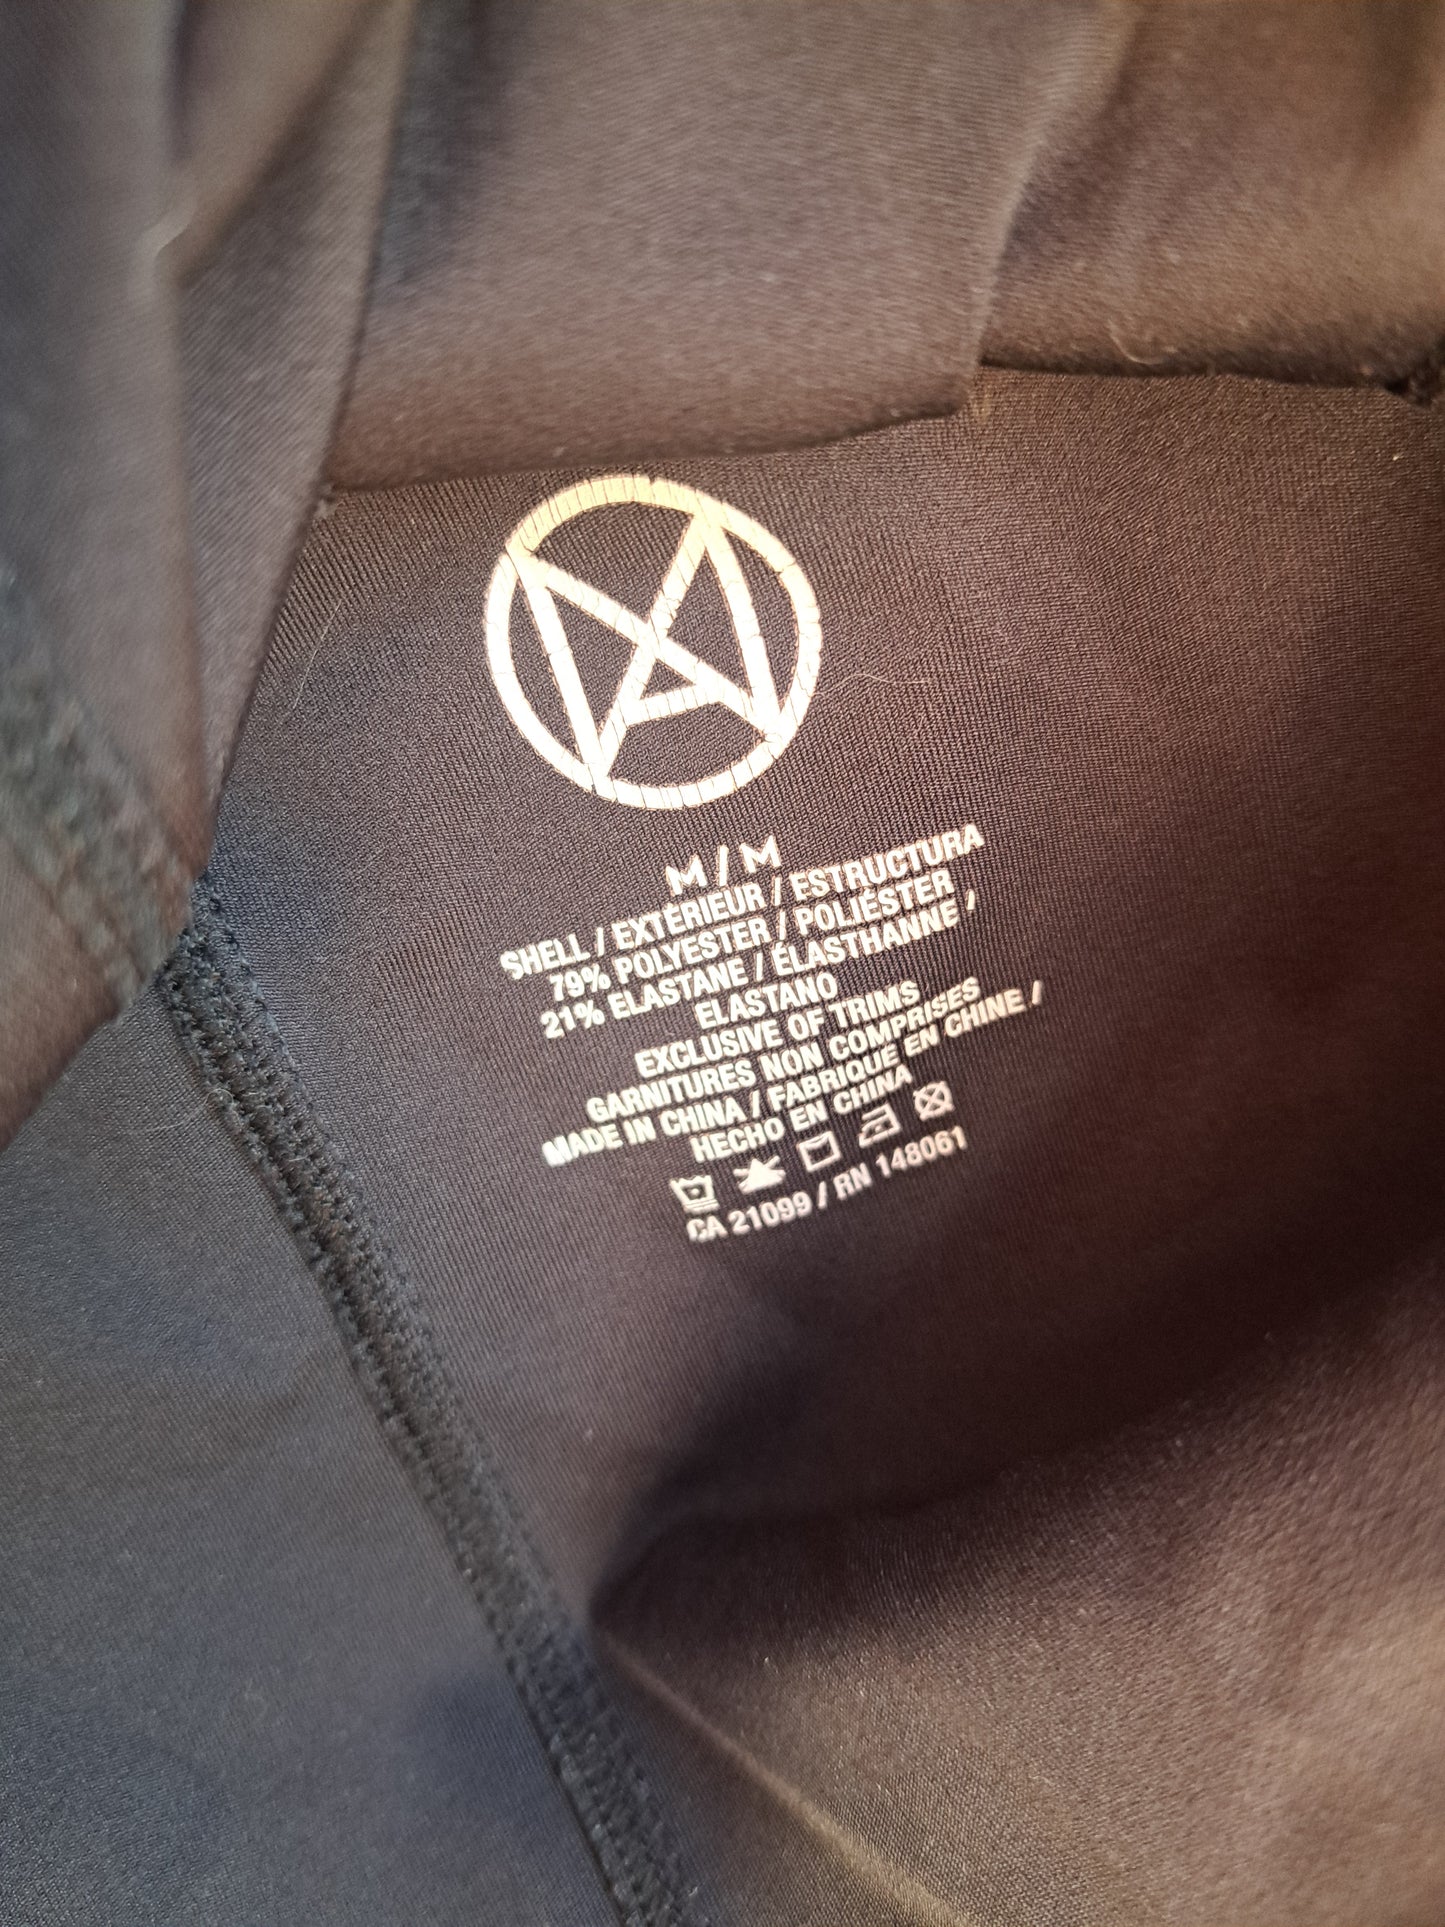 M / M
SHELL / EXTÉRIEUR / ESTRUCTURA
79% POLYESTER / POLIÉSTER
21% ELASTANE / ÉLASTHANNE /
ELASTANO
EXCLUSIVE OF TRIMS
GARNITURES NON COMPRISES
MADE IN CHINA / FABRIQUÉ EN CHINE /
HECHO EN CHINA
CA 21099 / RN 148061